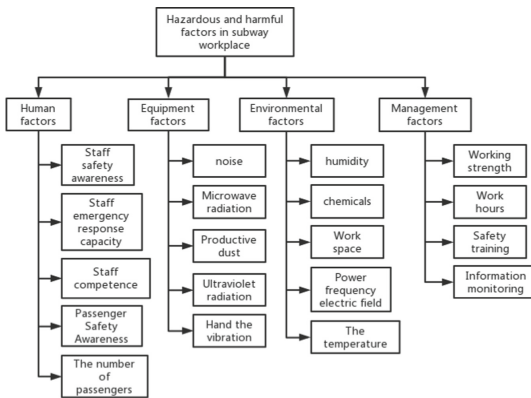 Hazardous and harmful
factors in subway
workplace
Human
factors
Equipment
factors
Environmental
factors
Management
factors
Staff
safety
awareness
Staff
emergency
response
capacity
Staff
competence
Passenger
Safety
Awareness
The number
of
passengers
noise
Microwave
radiation
Productive
dust
Ultraviolet
radiation
Hand the
vibration
humidity
chemicals
Work
space
Power
frequency
electric field
The
temperature
Working
strength
Work
hours
Safety
training
Information
monitoring